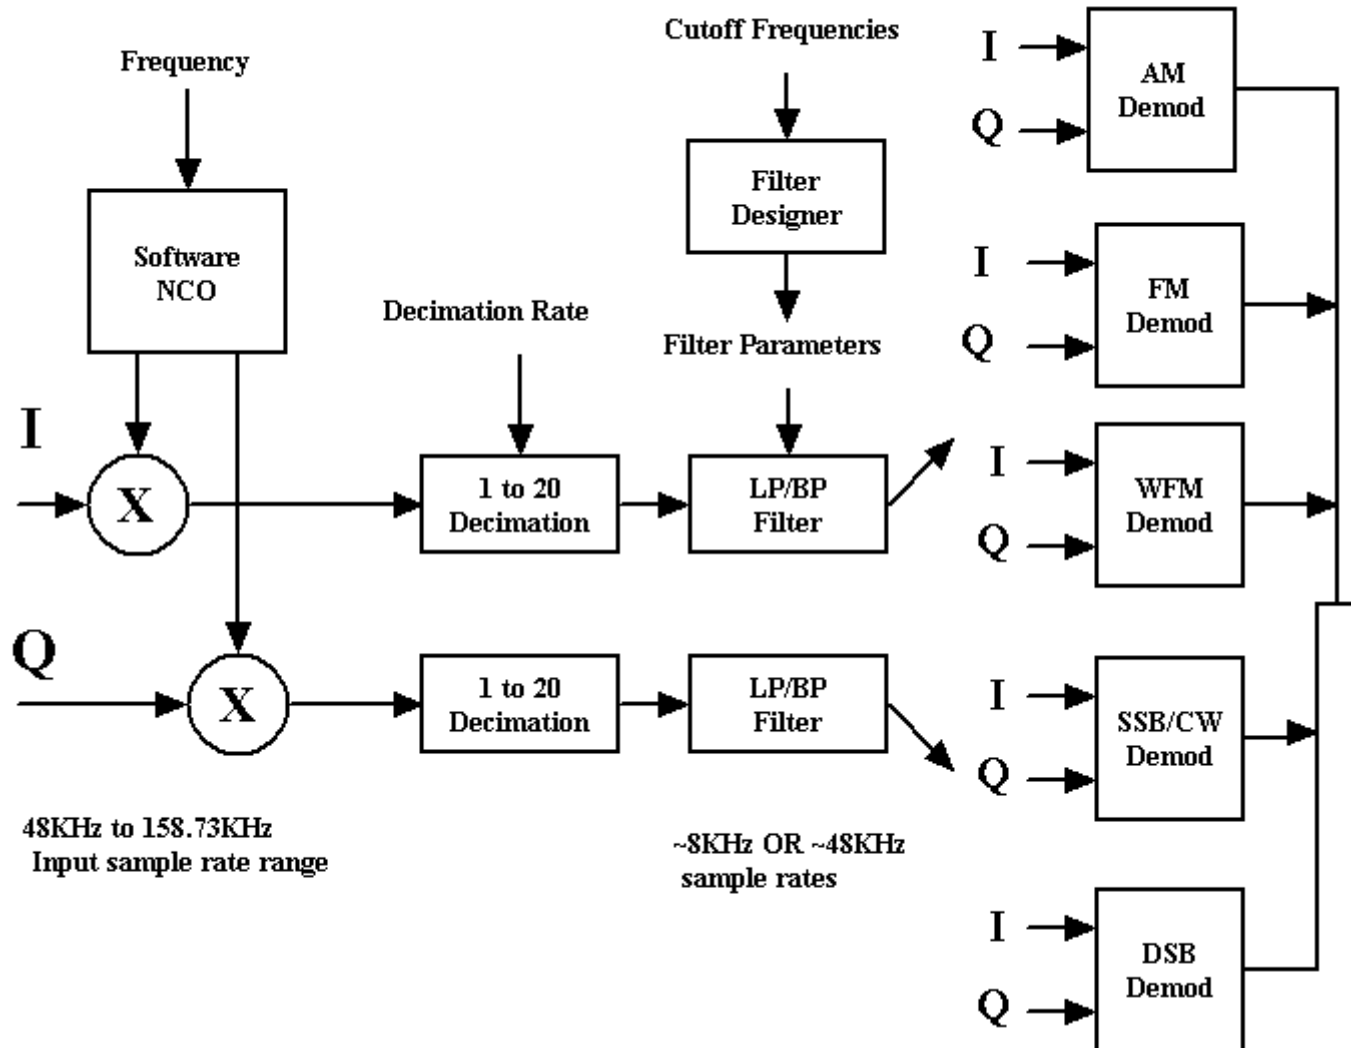 Frequency
Software
NCO
I
X
Q
X
48KHz to 158.73KHz
Input sample rate range
Decimation Rate
1 to 20
Decimation
1 to 20
Decimation
Cutoff Frequencies
Filter
Designer
Filter Parameters
LP/BP
Filter
LP/BP
Filter
~8KHz OR ~48KHz
sample rates
I
Q
AM
Demod
I
Q
FM
Demod
I
Q
WFM
Demod
I
Q
SSB/CW
Demod
I
Q
DSB
Demod